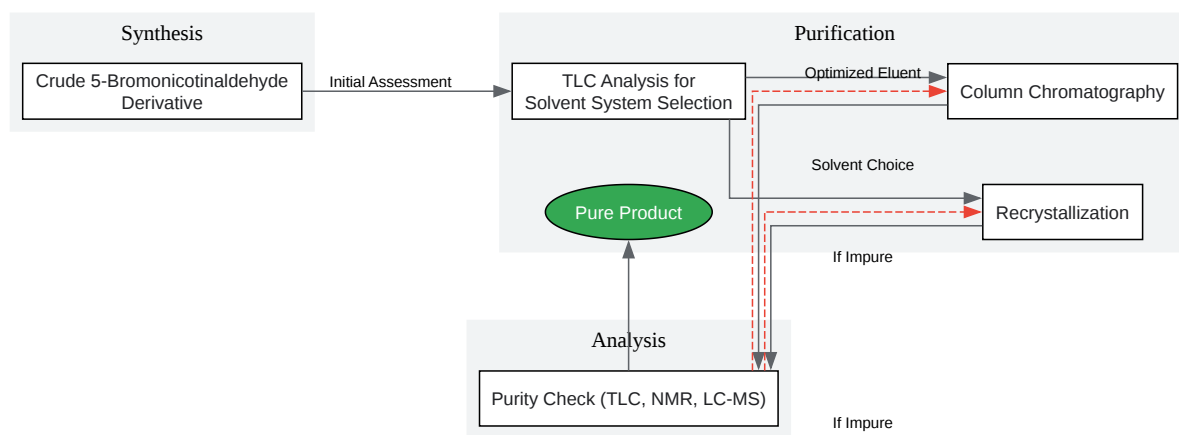 Synthesis
Crude 5-Bromonicotinaldehyde
Derivative
Initial Assessment
Purification
TLC Analysis for
Solvent System Selection
Optimized Eluent
Column Chromatography
Solvent Choice
Pure Product
Recrystallization
If Impure
Analysis
Purity Check (TLC, NMR, LC-MS)
If Impure